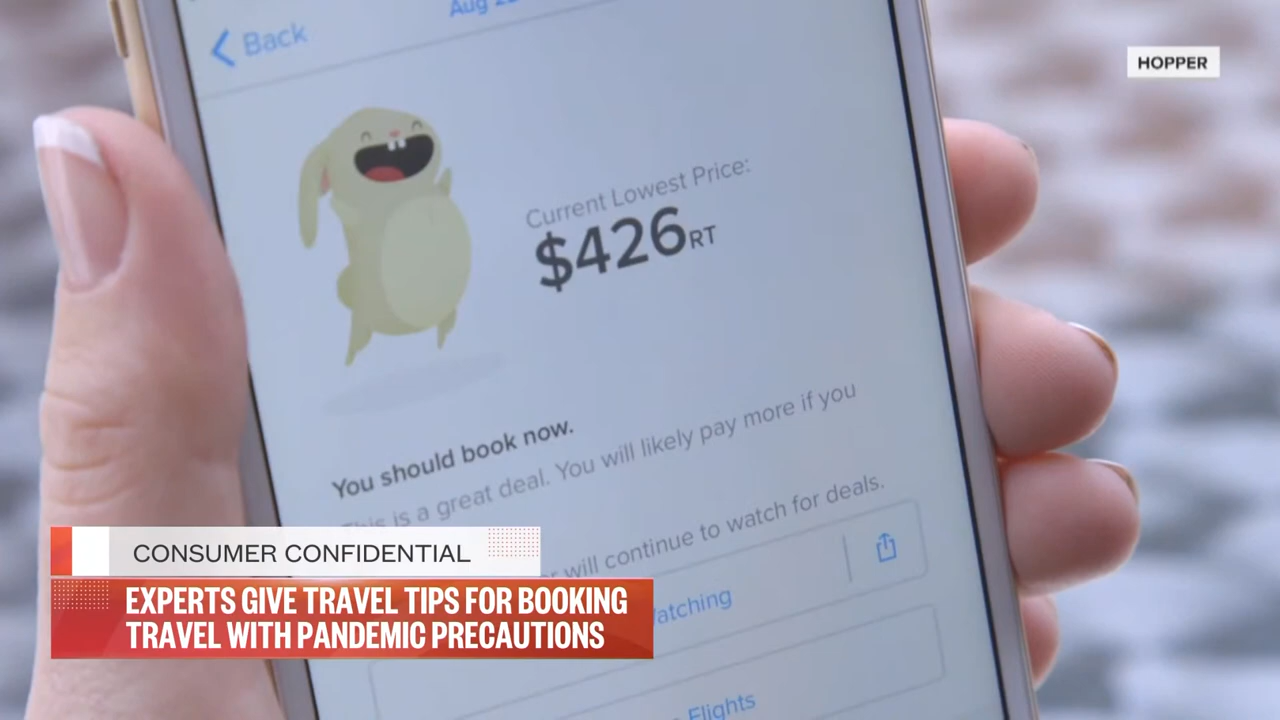 Aug
HOPPER
Back
Current Lowest Price:
$426RT
You should book now.
This is a great deal. You will likely pay more if you
will continue to watch for deals.
CONSUMER CONFIDENTIAL
Watching
EXPERTS GIVE TRAVEL TIPS FOR BOOKING
TRAVEL WITH PANDEMIC PRECAUTIONS
Flights